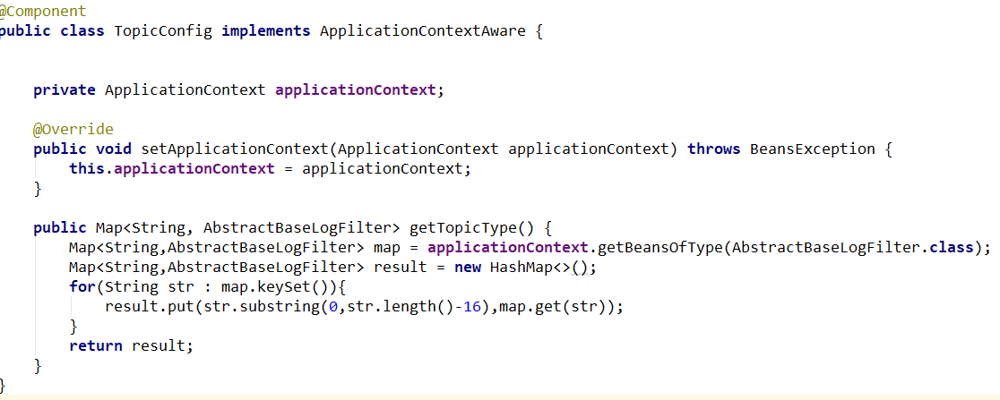 @Component
public class TopicConfig implements ApplicationContextAware {
private ApplicationContext applicationContext;
@Override
public void setApplicationContext(ApplicationContext applicationContext) throws BeansException {
this.applicationContext = applicationContext;
}
public Map<String, AbstractBaseLogFilter> getTopicType() {
Map<String,AbstractBaseLogFilter> map = applicationContext.getBeansOfType(AbstractBaseLogFilter.class);
Map<String,AbstractBaseLogFilter> result = new HashMap<>();
for(String str : map.keySet()){
result.put(str.substring(0,str.length()-16),map.get(str));
}
return result;
}
}